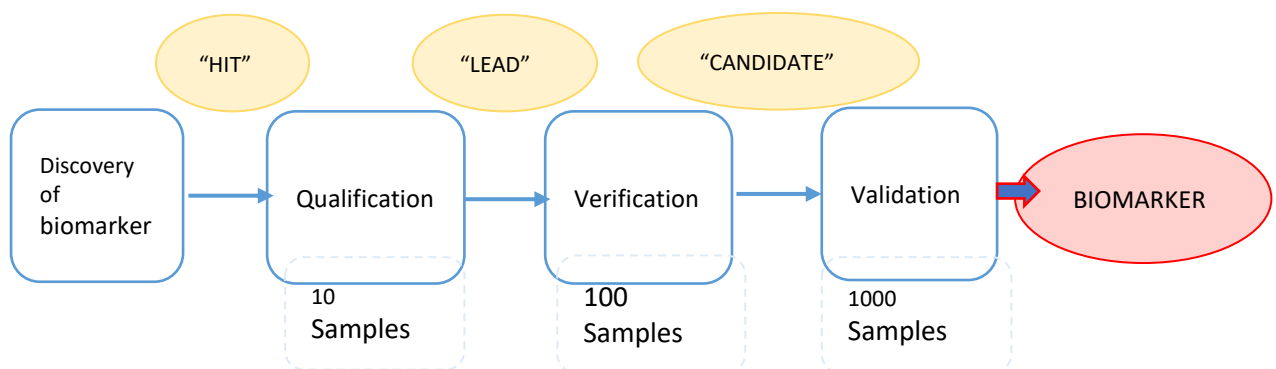 “HIT”
“LEAD”
“CANDIDATE”
Discovery
of
biomarker
Qualification
Verification
Validation
BIOMARKER
10
Samples
100
Samples
1000
Samples